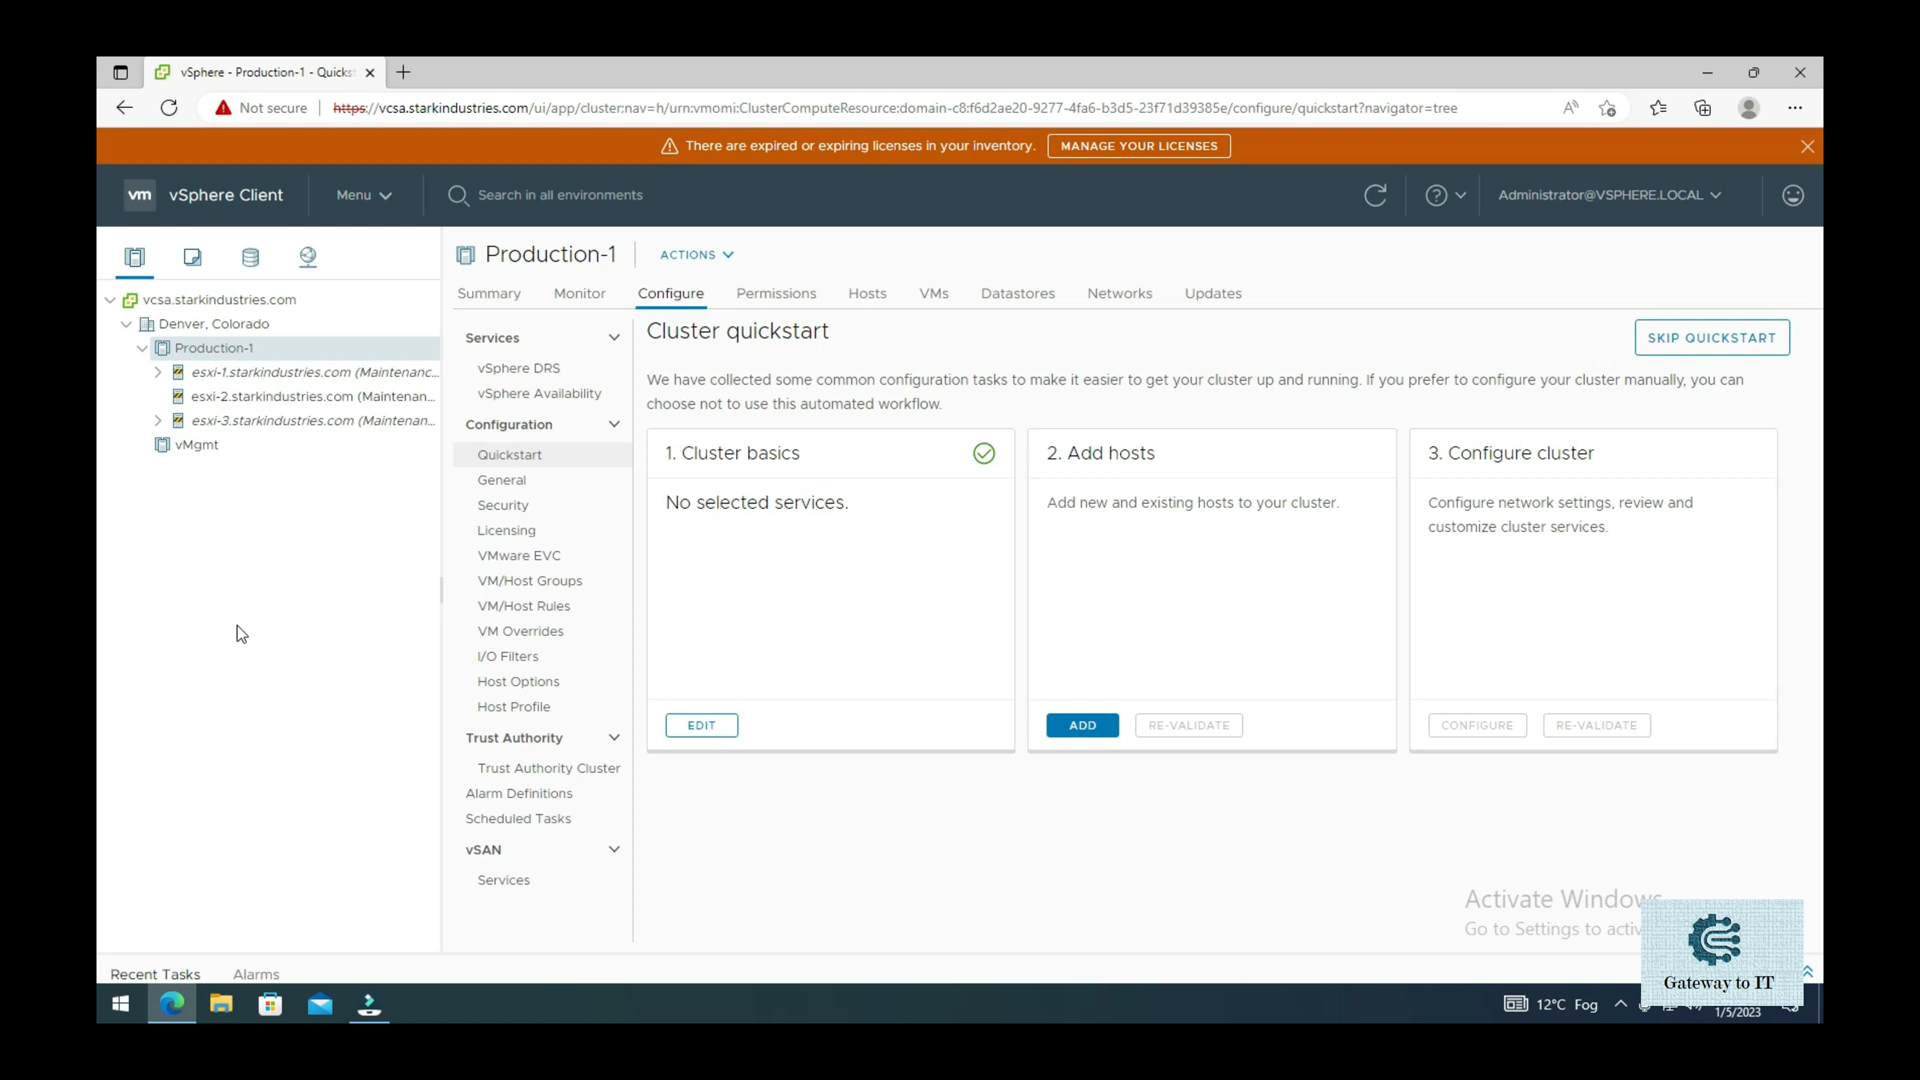 vSphere - Production-1 - Quicks
Not secure
https://vcsa.starkindustries.com/ui/app/cluster;nav=h/urn:vmomi:ClusterComputeResource:domain-c8:f6d2ae20-9277-4fa6-b3d5-23f71d39385e/configure/quickstart?navigator=tree
There are expired or expiring licenses in your inventory.
MANAGE YOUR LICENSES
vm
vSphere Client
Menu
Search in all environments
Administrator@VSPHERE.LOCAL
vcsa.starkindustries.com
Denver, Colorado
Production-1
esxi-1.starkindustries.com (Maintenanc...
esxi-2.starkindustries.com (Maintenan...
esxi-3.starkindustries.com (Maintenan...
vMgmt
Production-1
ACTIONS
Summary
Monitor
Configure
Permissions
Hosts
VMs
Datastores
Networks
Updates
Services
vSphere DRS
vSphere Availability
Configuration
Quickstart
General
Security
Licensing
VMware EVC
VM/Host Groups
VM/Host Rules
VM Overrides
I/O Filters
Host Options
Host Profile
Trust Authority
Trust Authority Cluster
Alarm Definitions
Scheduled Tasks
vSAN
Services
Cluster quickstart
SKIP QUICKSTART
We have collected some common configuration tasks to make it easier to get your cluster up and running. If you prefer to configure your cluster manually, you can
choose not to use this automated workflow.
1. Cluster basics
No selected services.
EDIT
2. Add hosts
Add new and existing hosts to your cluster.
ADD
RE-VALIDATE
3. Configure cluster
Configure network settings, review and
customize cluster services.
CONFIGURE
RE-VALIDATE
Activate Windows
Go to Settings to activ
Gateway to IT
Recent Tasks
Alarms
12°C Fog
1/5/2023